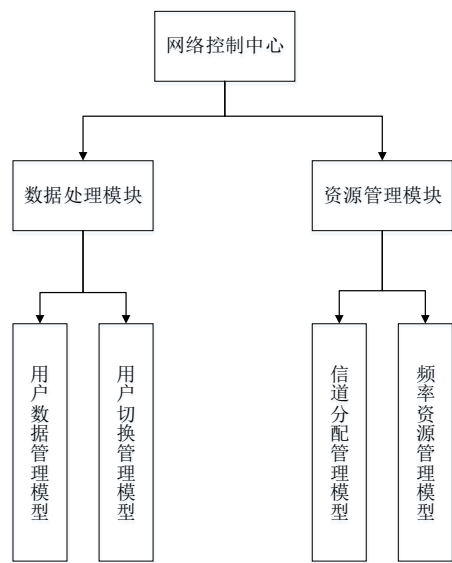 网络控制中心
数据处理模块
资源管理模块
用户数据管理模型
用户切换管理模型
信道分配管理模型
频率资源管理模型